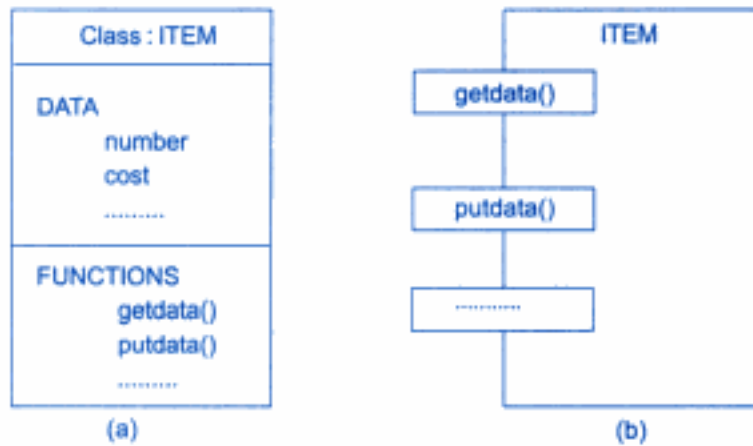 Class : ITEM
DATA
number
cost
.........
FUNCTIONS
getdata()
putdata()
.........
(a)
ITEM
getdata()
putdata()
...........
(b)